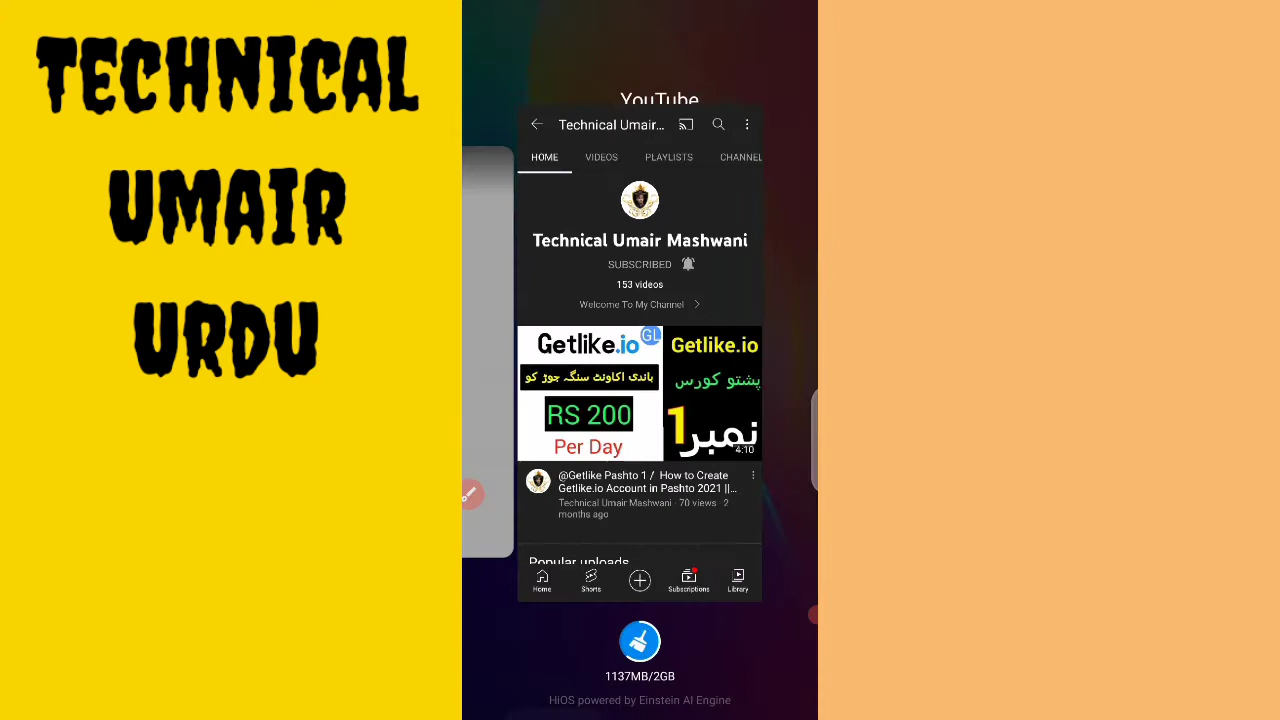 TECHNICAL
UMAIR
URDU
YouTube
Technical Umair...
HOME VIDEOS PLAYLISTS CHANNEL
Technical Umair Mashwani
SUBSCRIBED
153 videos
Welcome To My Channel
Getlike.io GL
باندی اکاونٹ سنگہ جوڑ کو
RS 200
Per Day
Getlike.io
پشتو کورس
نمبر1
4:10
@Getlike Pashto 1 / How to Create
Getlike.io Account in Pashto 2021 ||...
Technical Umair Mashwani · 70 views · 2
months ago
Popular uploads
Home Shorts Subscriptions Library
1137MB/2GB
HiOS powered by Einstein AI Engine